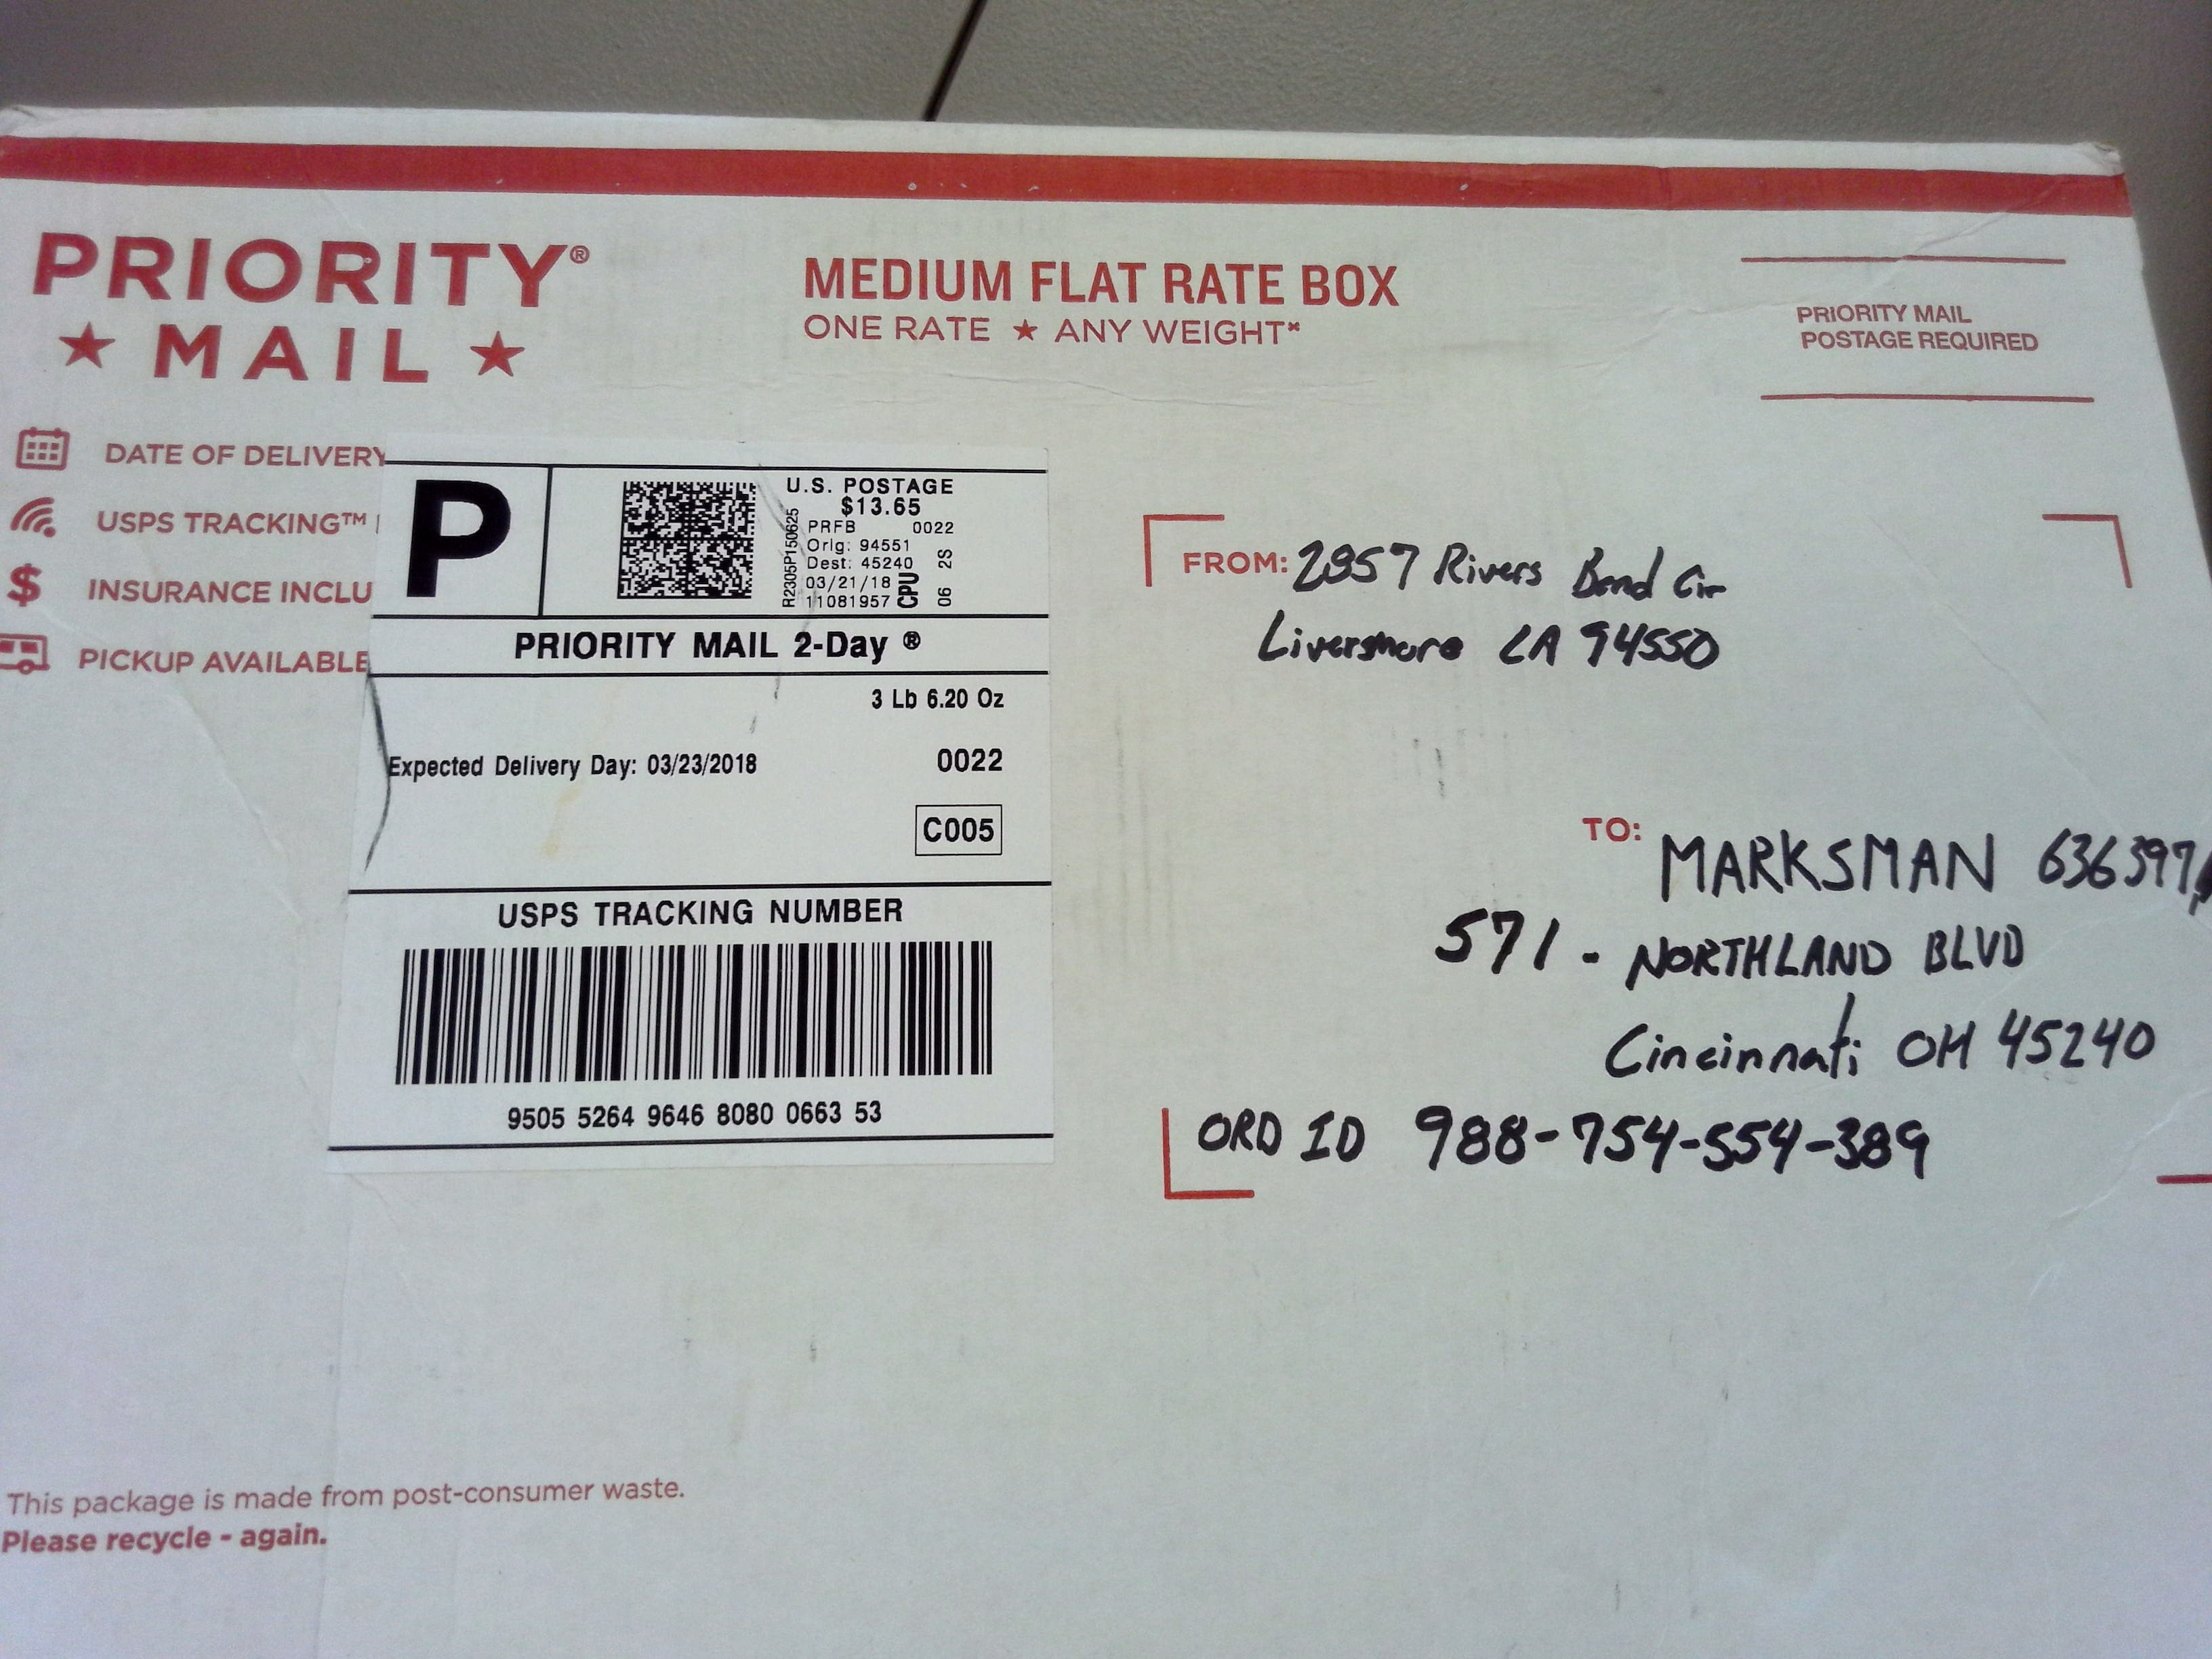 PRIORITY®
★ MAIL ★
MEDIUM FLAT RATE BOX
ONE RATE ★ ANY WEIGHT*
PRIORITY MAIL
POSTAGE REQUIRED
DATE OF DELIVERY
USPS TRACKING™
INSURANCE INCLU
PICKUP AVAILABLE
P
U.S. POSTAGE
$13.65
PRFB 0022
Orig: 94551
Dest: 45240
03/21/18
11081957
R2305P150625
CPU
06 2S
PRIORITY MAIL 2-Day ®
3 Lb 6.20 Oz
Expected Delivery Day: 03/23/2018
0022
C005
USPS TRACKING NUMBER
9505 5264 9646 8080 0663 53
FROM: 2957 Rivers Bend Cir
Livermore CA 94550
TO: MARKSMAN 636397
571 - NORTHLAND BLVD
Cincinnati OH 45240
ORD ID 988-754-554-389
This package is made from post-consumer waste.
Please recycle - again.